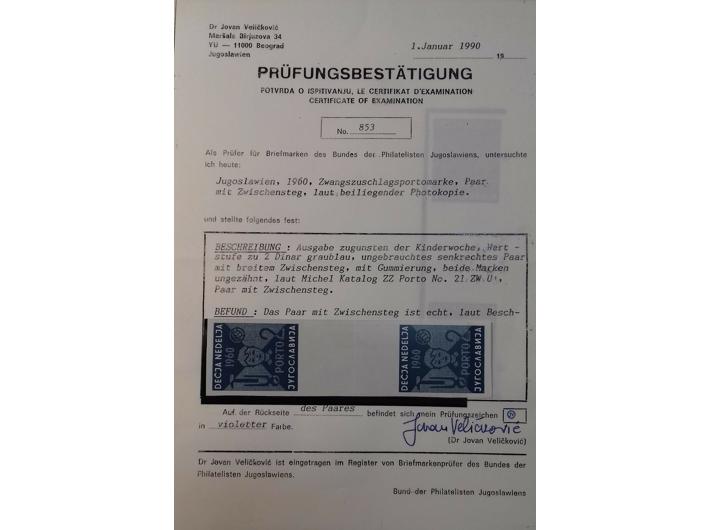 Dr Jovan Veličković
Maršala Birjuzova 34
YU — 11000 Beograd
Jugoslawien
1.Januar 1990
19
PRÜFUNGSBESTÄTIGUNG
POTVRDA O ISPITIVANJU, LE CERTIFIKAT D'EXAMINATION
CERTIFICATE OF EXAMINATION
No. 853
Als Prüfer für Briefmarken des Bundes der Philatelisten Jugoslawiens, untersuchte
ich heute:
Jugoslawien, 1960, Zwangszuschlagsportomarke, Paar
mit Zwischensteg, laut beiliegender Photokopie.
und stellte folgendes fest:
BESCHREIBUNG : Ausgabe zugunsten der Kinderwoche, Wert -
stufe zu 2 Dinar graublau, ungebrauchtes senkrechtes Paar
mit breitem Zwischensteg, mit Gummierung, beide Marken
ungezähnt, laut Michel Katalog ZZ Porto No. 21 ZW U,
Paar mit Zwischensteg.
BEFUND : Das Paar mit Zwischensteg ist echt, laut Besch-
DECJA NEDELJA
1960
PORTO 2
ЈУГОСЛАВИЈА
DECJA NEDELJA
1960
PORTO 2
ЈУГОСЛАВИЈА
Auf der Rückseite des Paares befindet sich mein Prüfungszeichen
in violetter Farbe.
Jovan Veličković
(Dr Jovan Veličković)
Dr Jovan Veličković ist eingetragen im Register von Briefmarkenprüfer des Bundes der
Philatelisten Jugoslawiens.
Bund der Philatelisten Jugoslawiens